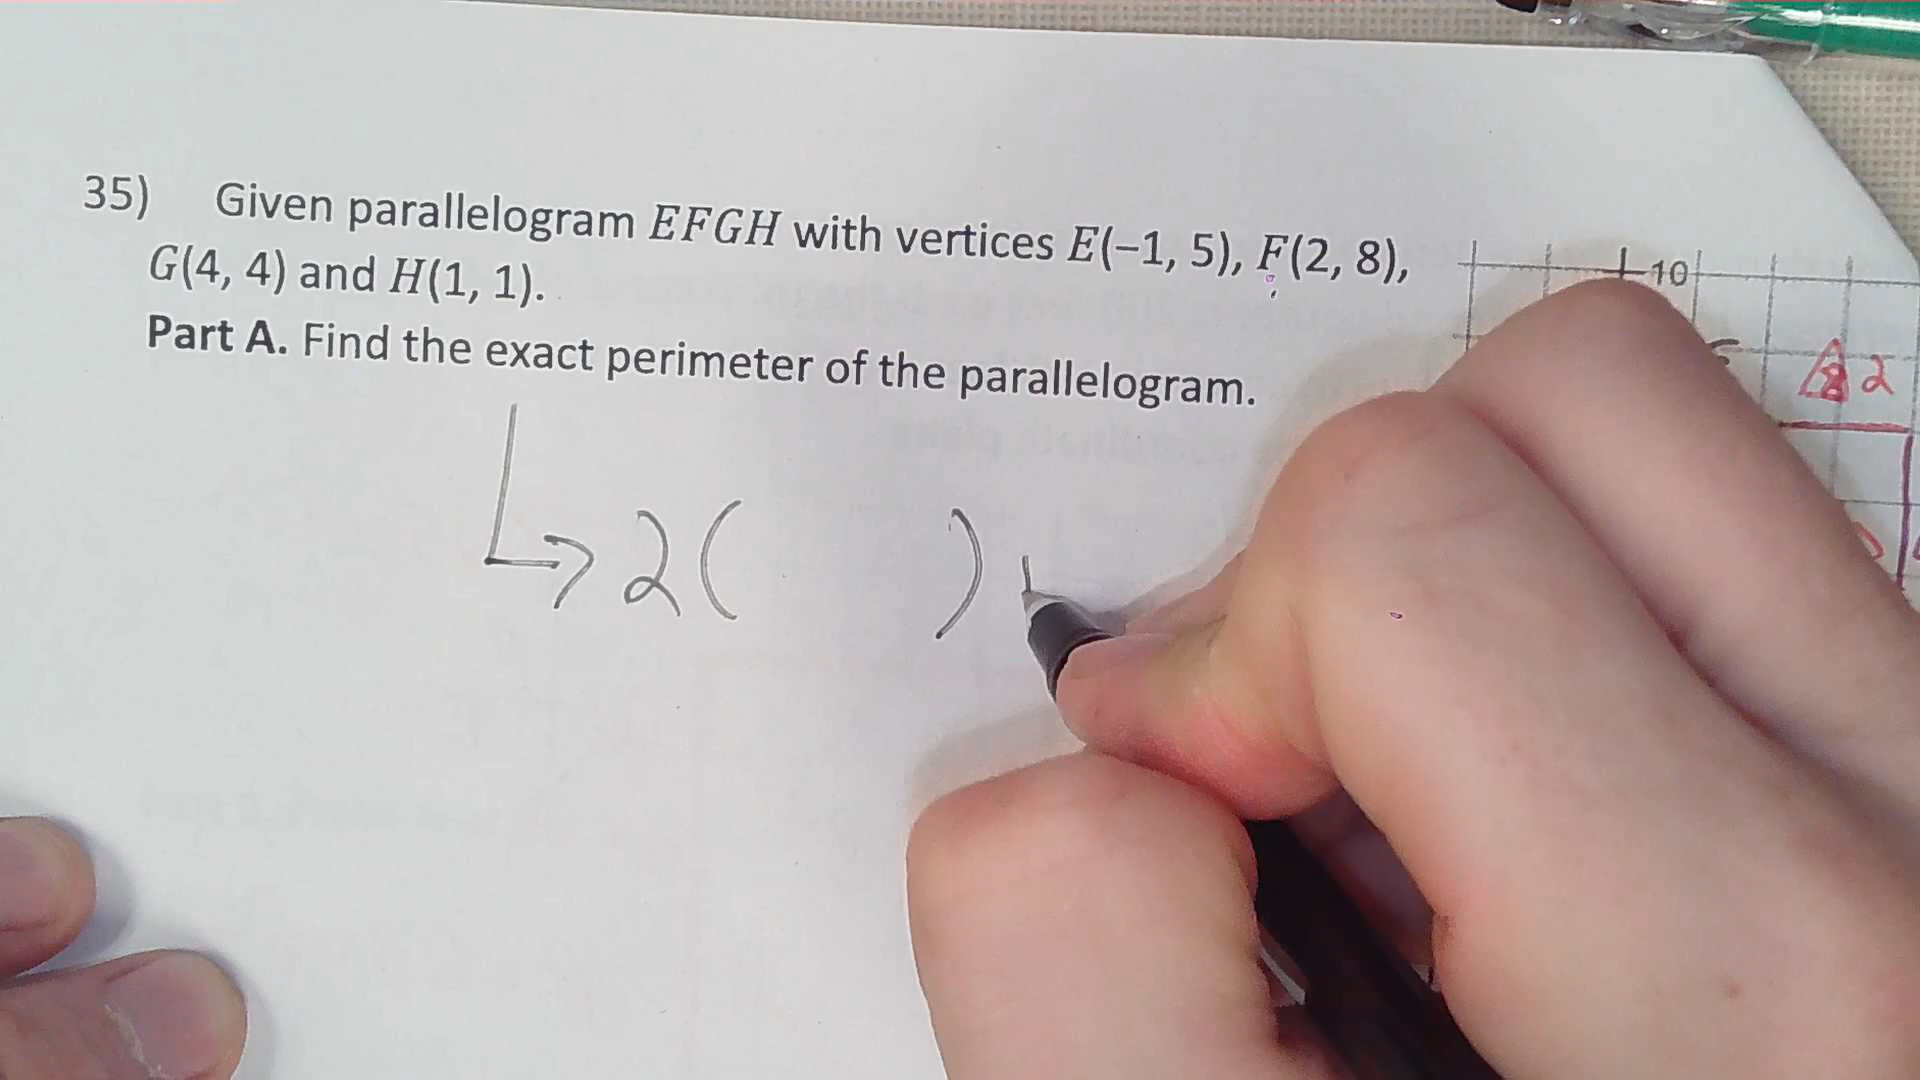 35) Given parallelogram EFGH with vertices E(−1, 5), F(2, 8),
G(4, 4) and H(1, 1).
Part A. Find the exact perimeter of the parallelogram.
10
2
2( )